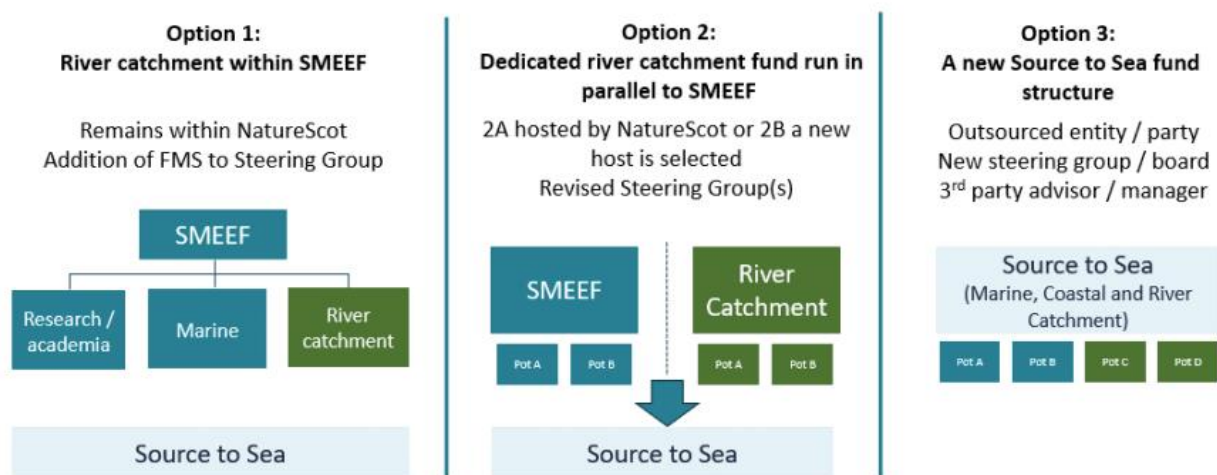 Option 1:
River catchment within SMEEF
Remains within NatureScot
Addition of FMS to Steering Group
SMEEF
Research /
academia
Marine
River
catchment
Source to Sea
Option 2:
Dedicated river catchment fund run in
parallel to SMEEF
2A hosted by NatureScot or 2B a new
host is selected
Revised Steering Group(s)
SMEEF
River
Catchment
Pot A
Pot B
Pot A
Pot B
Source to Sea
Option 3:
A new Source to Sea fund
structure
Outsourced entity / party
New steering group / board
3rd party advisor / manager
Source to Sea
(Marine, Coastal and River
Catchment)
Pot A
Pot B
Pot C
Pot D